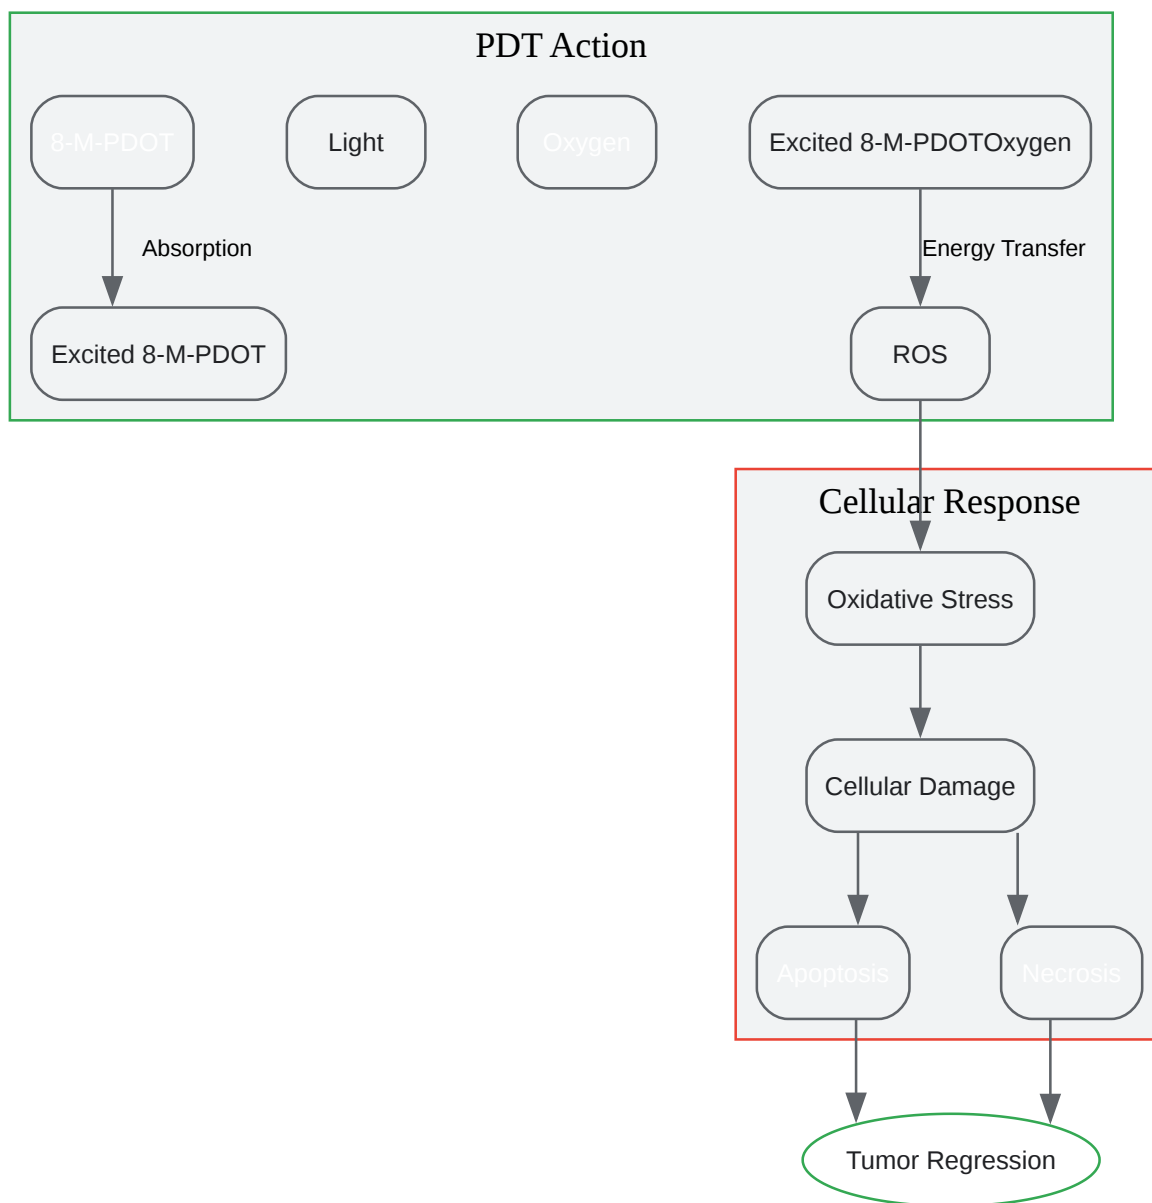 PDT Action
8-M-PDOT
Light
Oxygen
Excited 8-M-PDOTOxygen
Absorption
Energy Transfer
Excited 8-M-PDOT
ROS
Cellular Response
Oxidative Stress
Cellular Damage
Apoptosis
Necrosis
Tumor Regression